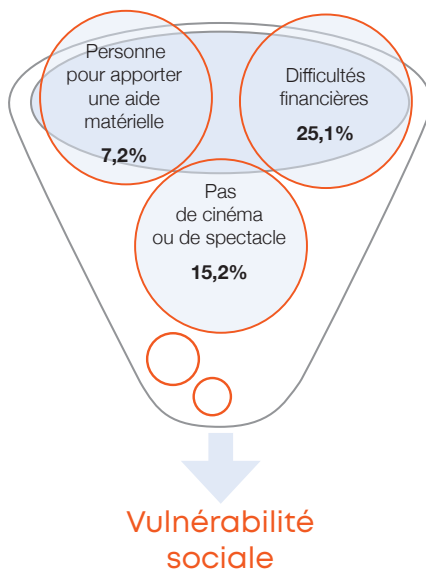 Personne
pour apporter
une aide
matérielle
7,2%
Difficultés
financières
25,1%
Pas
de cinéma
ou de spectacle
15,2%
Vulnérabilité
sociale